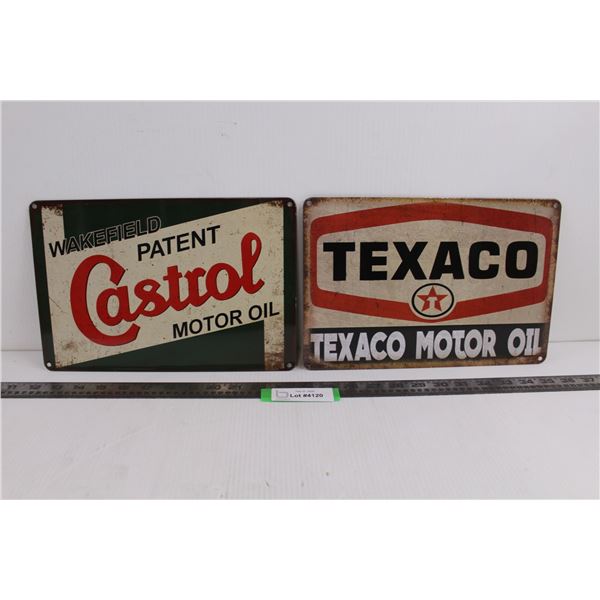 WAKEFIELD
PATENT
Castrol
MOTOR OIL
TEXACO
T
TEXACO MOTOR OIL
Lot #4120